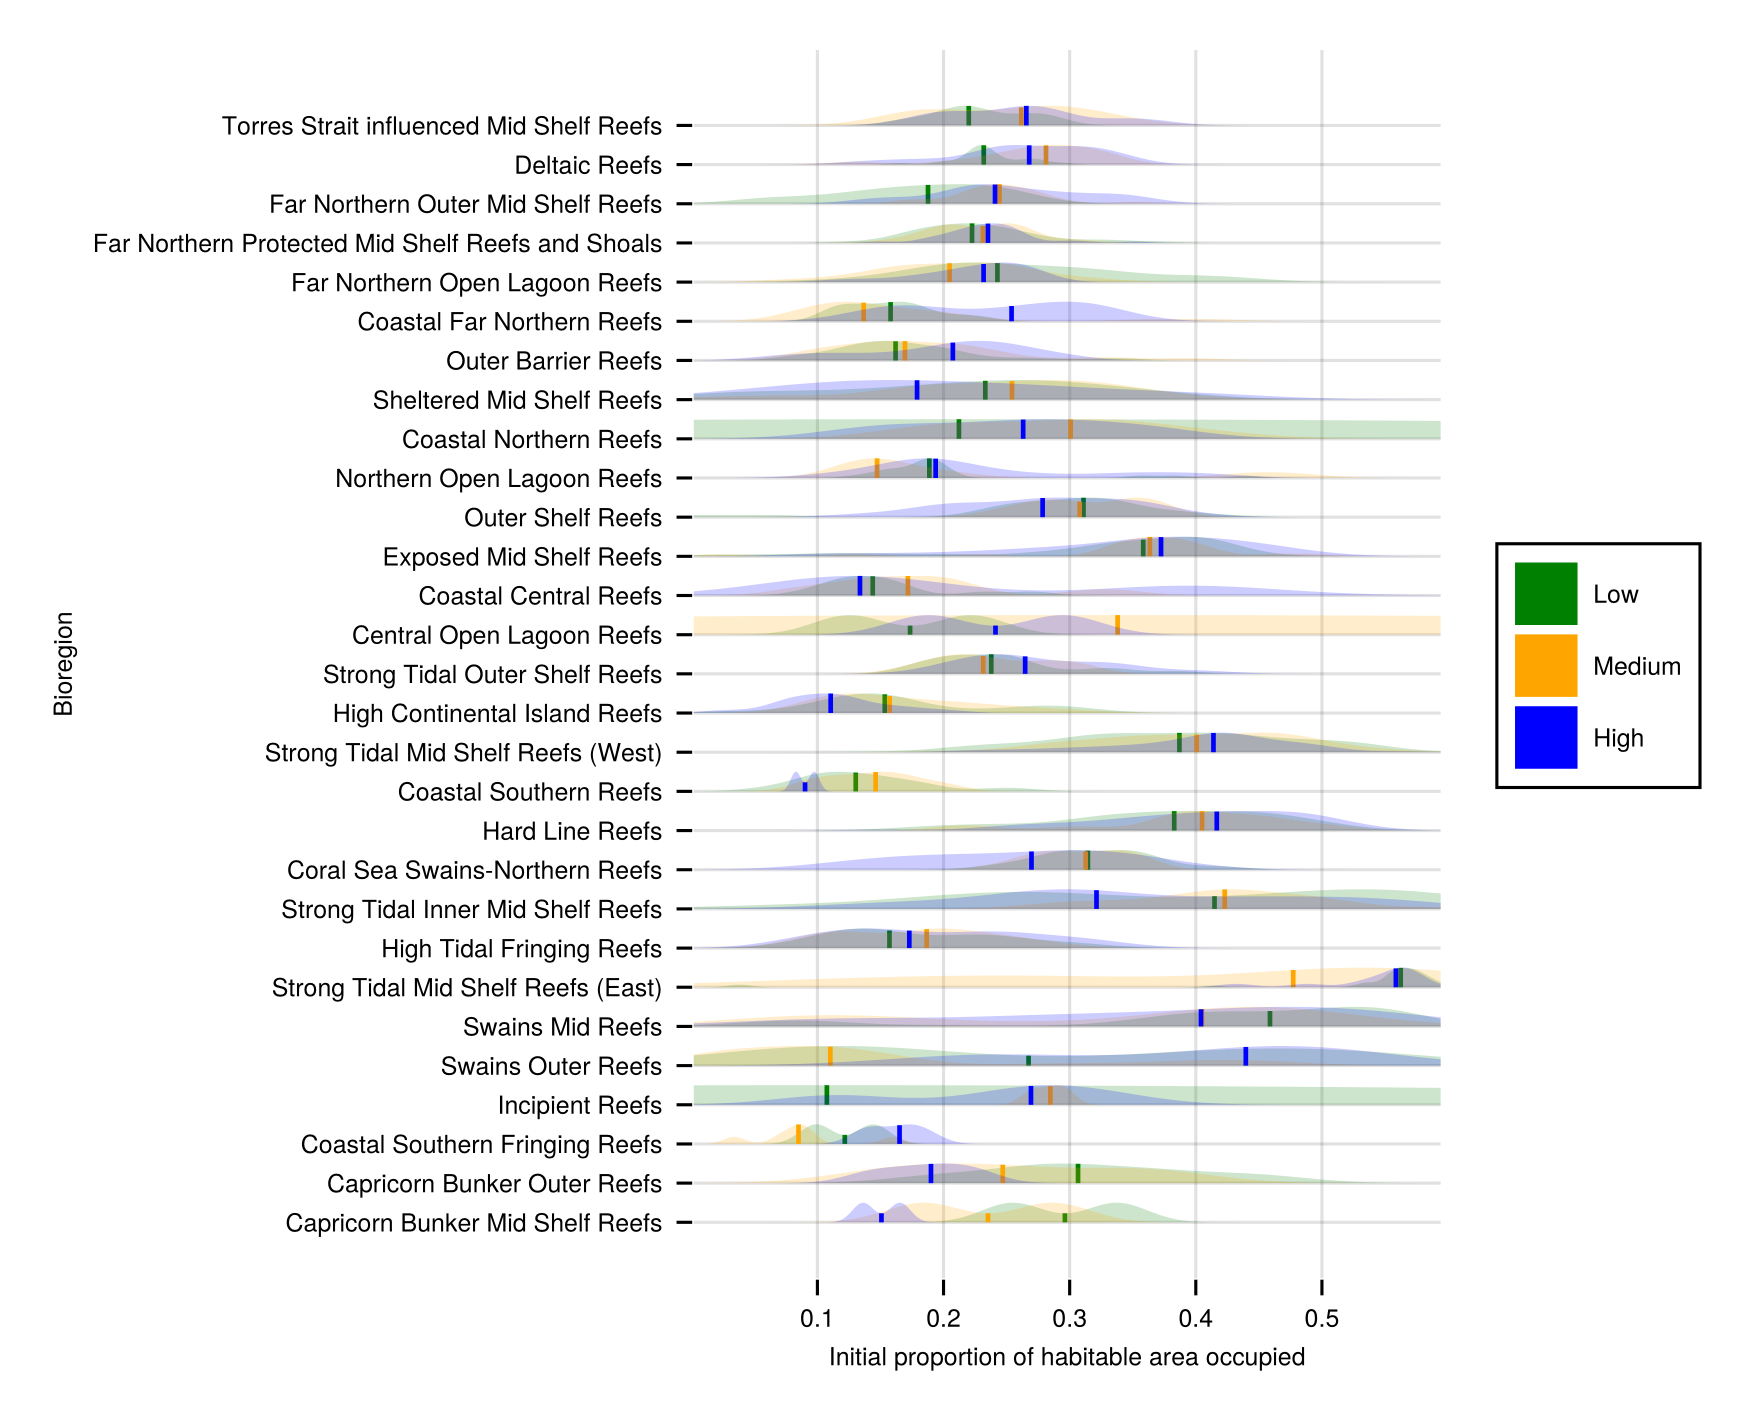 Torres Strait influenced Mid Shelf Reefs
Deltaic Reefs
Far Northern Outer Mid Shelf Reefs
Far Northern Protected Mid Shelf Reefs and Shoals
Far Northern Open Lagoon Reefs
Coastal Far Northern Reefs
Outer Barrier Reefs
Sheltered Mid Shelf Reefs
Coastal Northern Reefs
Northern Open Lagoon Reefs
Outer Shelf Reefs
Exposed Mid Shelf Reefs
Coastal Central Reefs
Central Open Lagoon Reefs
Strong Tidal Outer Shelf Reefs
High Continental Island Reefs
Strong Tidal Mid Shelf Reefs (West)
Coastal Southern Reefs
Hard Line Reefs
Coral Sea Swains-Northern Reefs
Strong Tidal Inner Mid Shelf Reefs
High Tidal Fringing Reefs
Strong Tidal Mid Shelf Reefs (East)
Swains Mid Reefs
Swains Outer Reefs
Incipient Reefs
Coastal Southern Fringing Reefs
Capricorn Bunker Outer Reefs
Capricorn Bunker Mid Shelf Reefs
Bioregion
0.1 0.2 0.3 0.4 0.5
Initial proportion of habitable area occupied
Low
Medium
High